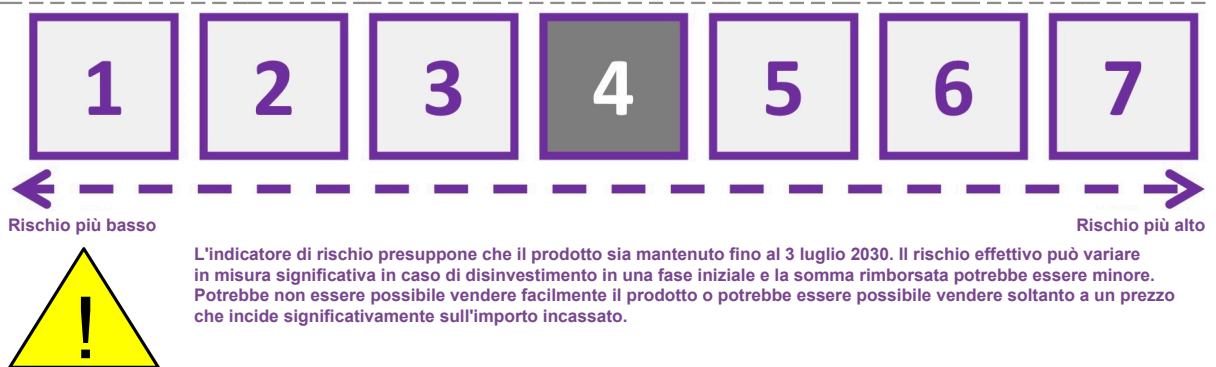 1 2 3 4 5 6 7
Rischio più basso Rischio più alto
L'indicatore di rischio presuppone che il prodotto sia mantenuto fino al 3 luglio 2030. Il rischio effettivo può variare
in misura significativa in caso di disinvestimento in una fase iniziale e la somma rimborsata potrebbe essere minore.
Potrebbe non essere possibile vendere facilmente il prodotto o potrebbe essere possibile vendere soltanto a un prezzo
che incide significativamente sull'importo incassato.
!